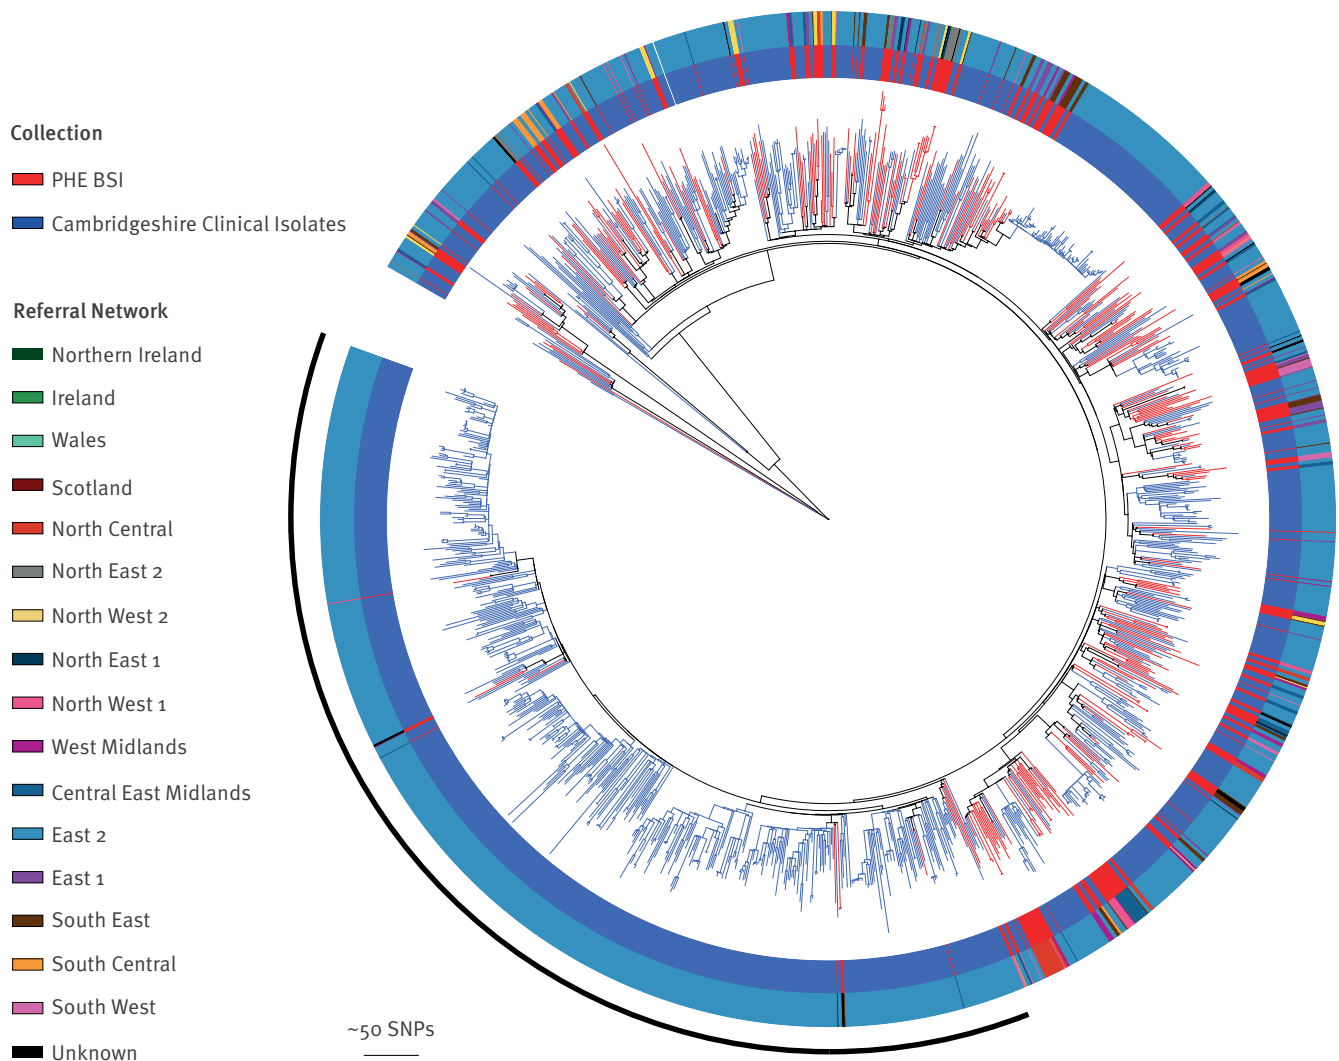 Collection
PHE BSI
Cambridgeshire Clinical Isolates
Referral Network
Northern Ireland
Ireland
Wales
Scotland
North Central
North East 2
North West 2
North East 1
North West 1
West Midlands
Central East Midlands
East 2
East 1
South East
South Central
South West
Unknown
~50 SNPs